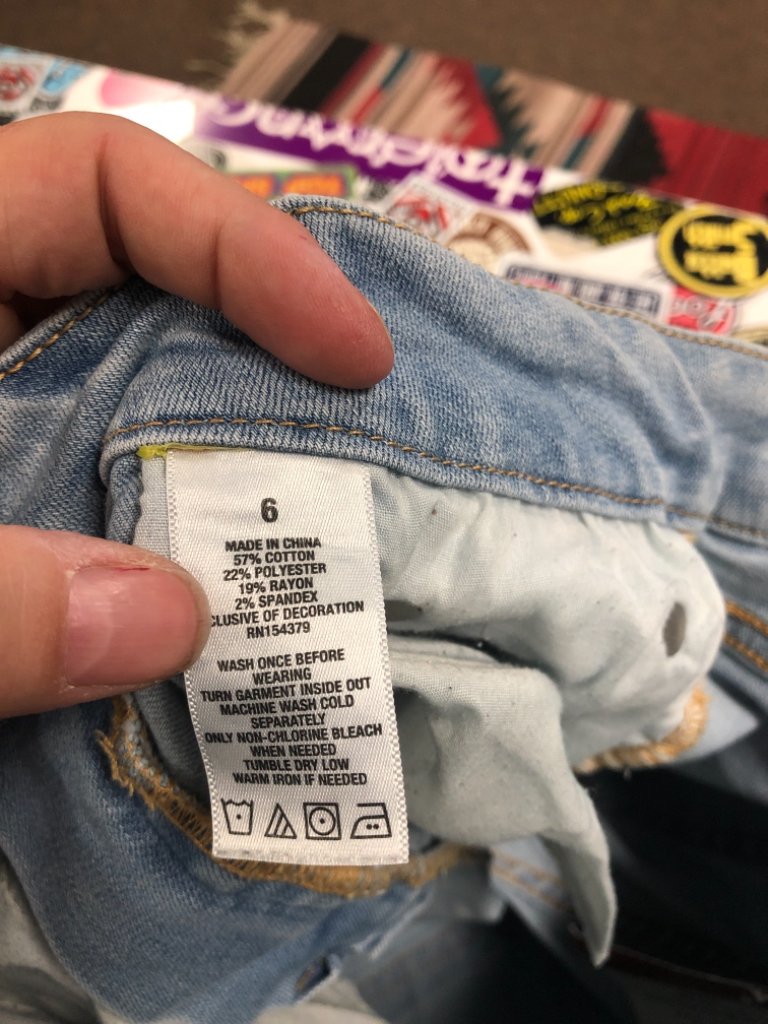 6
MADE IN CHINA
57% COTTON
22% POLYESTER
19% RAYON
2% SPANDEX
CLUSIVE OF DECORATION
RN154379
WASH ONCE BEFORE
WEARING
TURN GARMENT INSIDE OUT
MACHINE WASH COLD
SEPARATELY
ONLY NON-CHLORINE BLEACH
WHEN NEEDED
TUMBLE DRY LOW
WARM IRON IF NEEDED